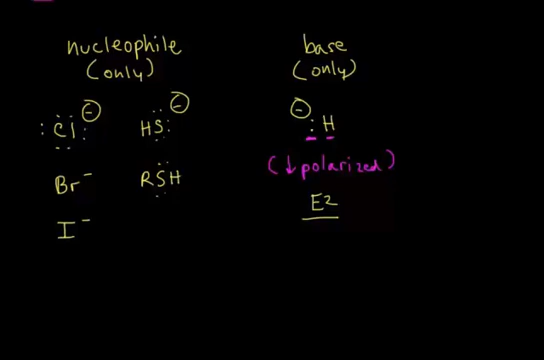 nucleophile
(only)
:Cl:⊖
HS:⊖
Br⁻
RSH
I⁻
base
(only)
⊖:H
(↓polarized)
E2